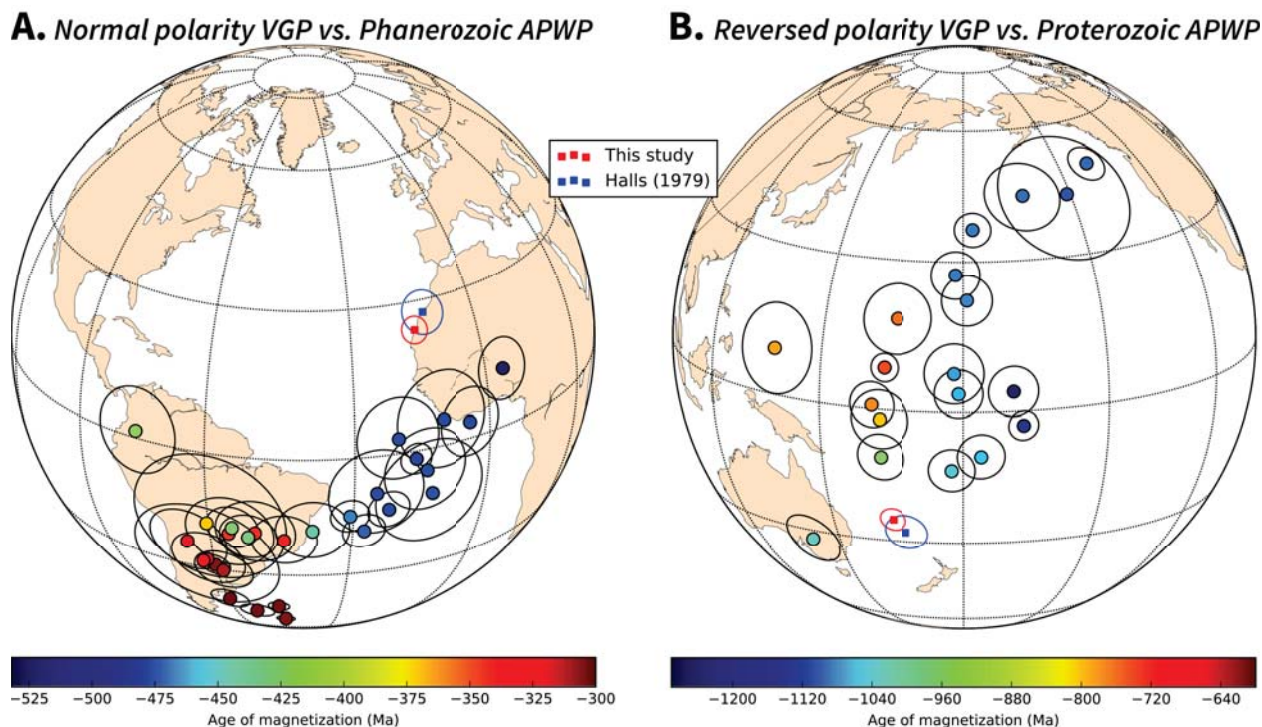 A. Normal polarity VGP vs. Phanerozoic APWP
B. Reversed polarity VGP vs. Proterozoic APWP
This study
Halls (1979)
−525 −500 −475 −450 −425 −400 −375 −350 −325 −300
Age of magnetization (Ma)
−1200 −1120 −1040 −960 −880 −800 −720 −640
Age of magnetization (Ma)